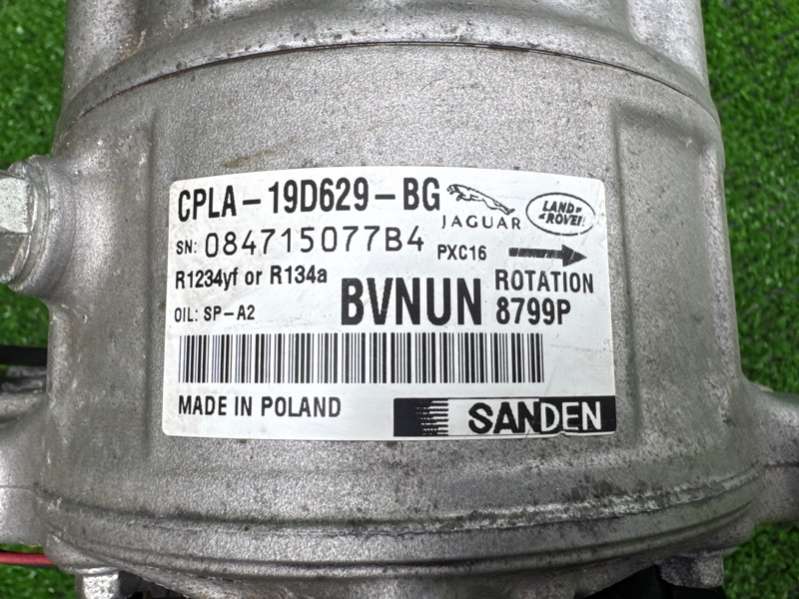 CPLA-19D629-BG
JAGUAR
LAND ROVER
SN: 084715077B4
PXC16
R1234yf or R134a
ROTATION
OIL: SP-A2
BVNUN
8799P
MADE IN POLAND
SANDEN